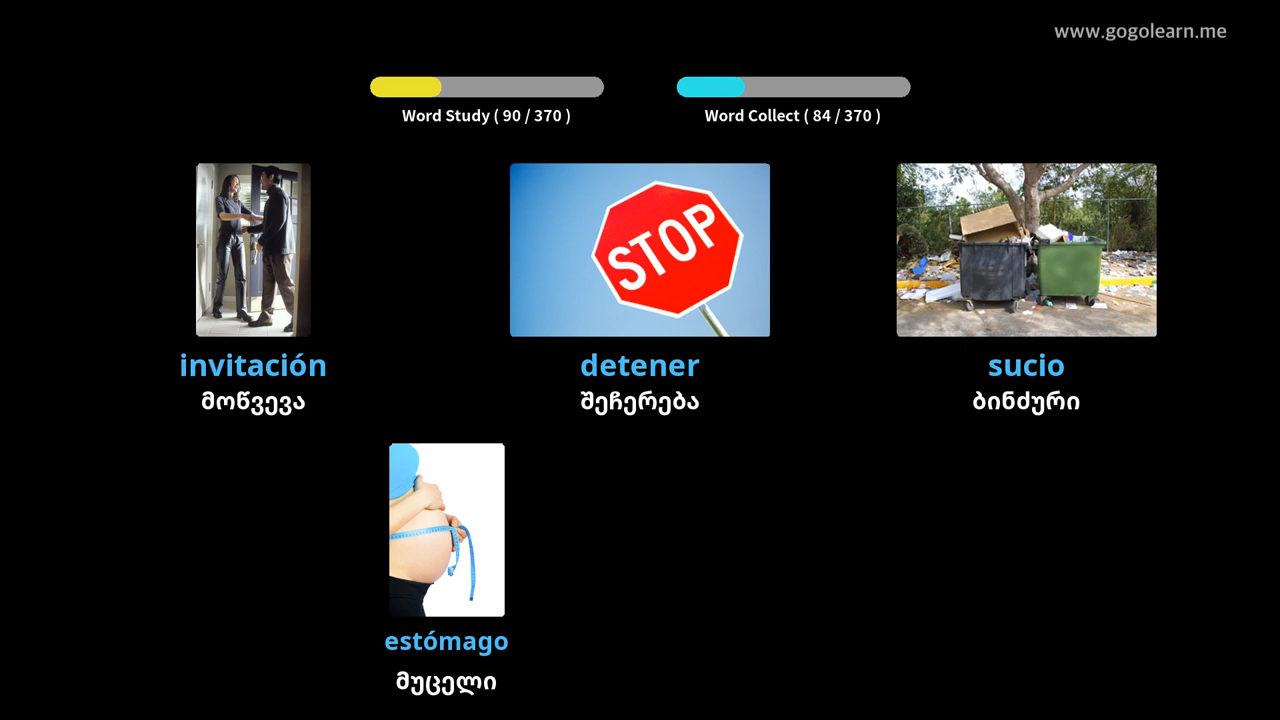 www.gogolearn.me
Word Study ( 90 / 370 )
Word Collect ( 84 / 370 )
STOP
invitación
detener
sucio
მოწვევა
შეჩერება
ბინძური
estómago
მუცელი